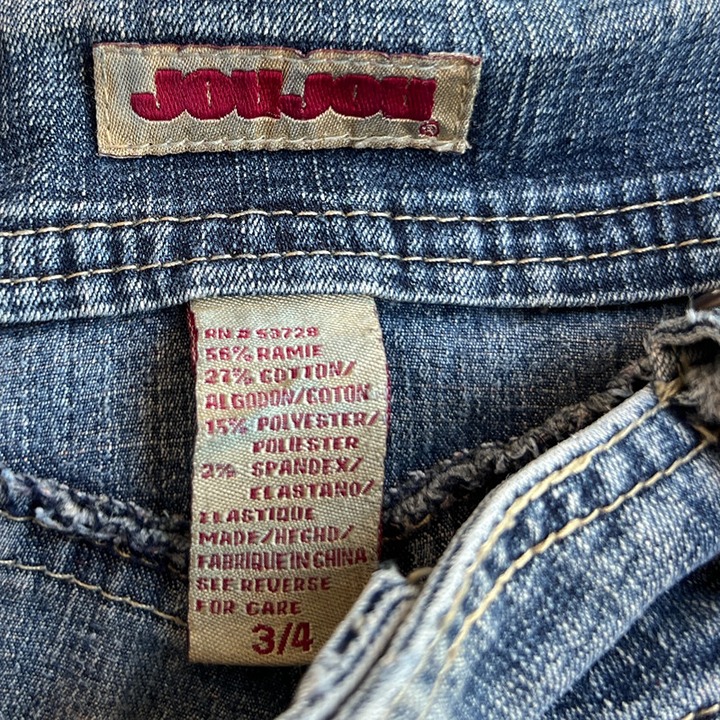 JOUJOU®
RN # 53728
56% RAMIE
27% COTTON/
ALGODON/COTON
15% POLYESTER/
POLIESTER
2% SPANDEX/
ELASTANO/
ELASTIQUE
MADE/HECHO/
FABRIQUE IN CHINA
SEE REVERSE
FOR CARE
3/4